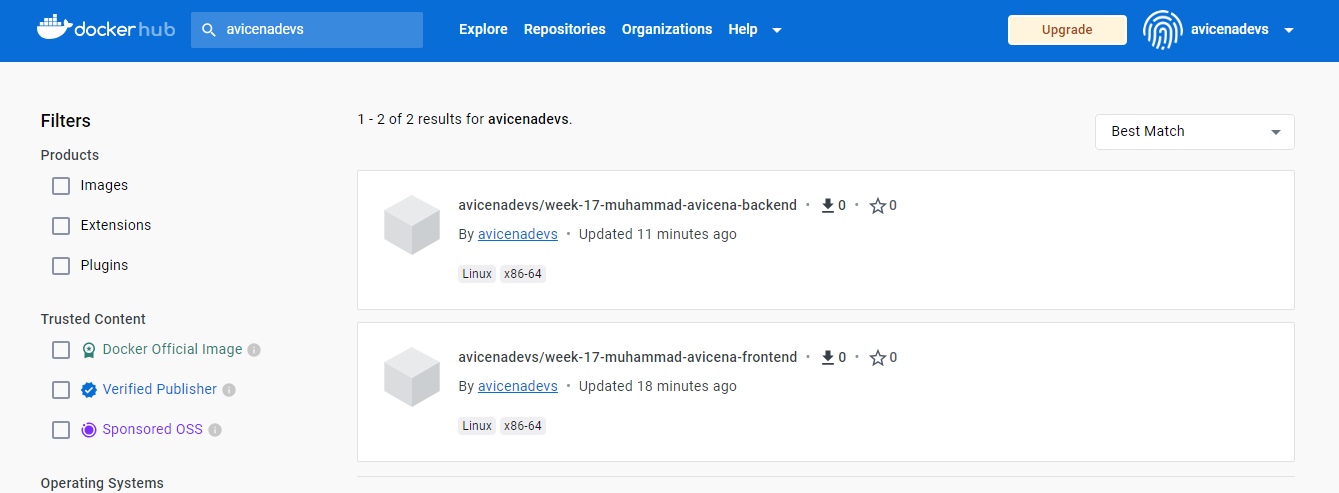 dockerhub avicenadevs Explore Repositories Organizations Help Upgrade avicenadevs
Filters
Products
Images
Extensions
Plugins
Trusted Content
Docker Official Image
Verified Publisher
Sponsored OSS
Operating Systems
1 - 2 of 2 results for avicenadevs.
Best Match
avicenadevs/week-17-muhammad-avicena-backend • 0 • 0
By avicenadevs • Updated 11 minutes ago
Linux x86-64
avicenadevs/week-17-muhammad-avicena-frontend • 0 • 0
By avicenadevs • Updated 18 minutes ago
Linux x86-64